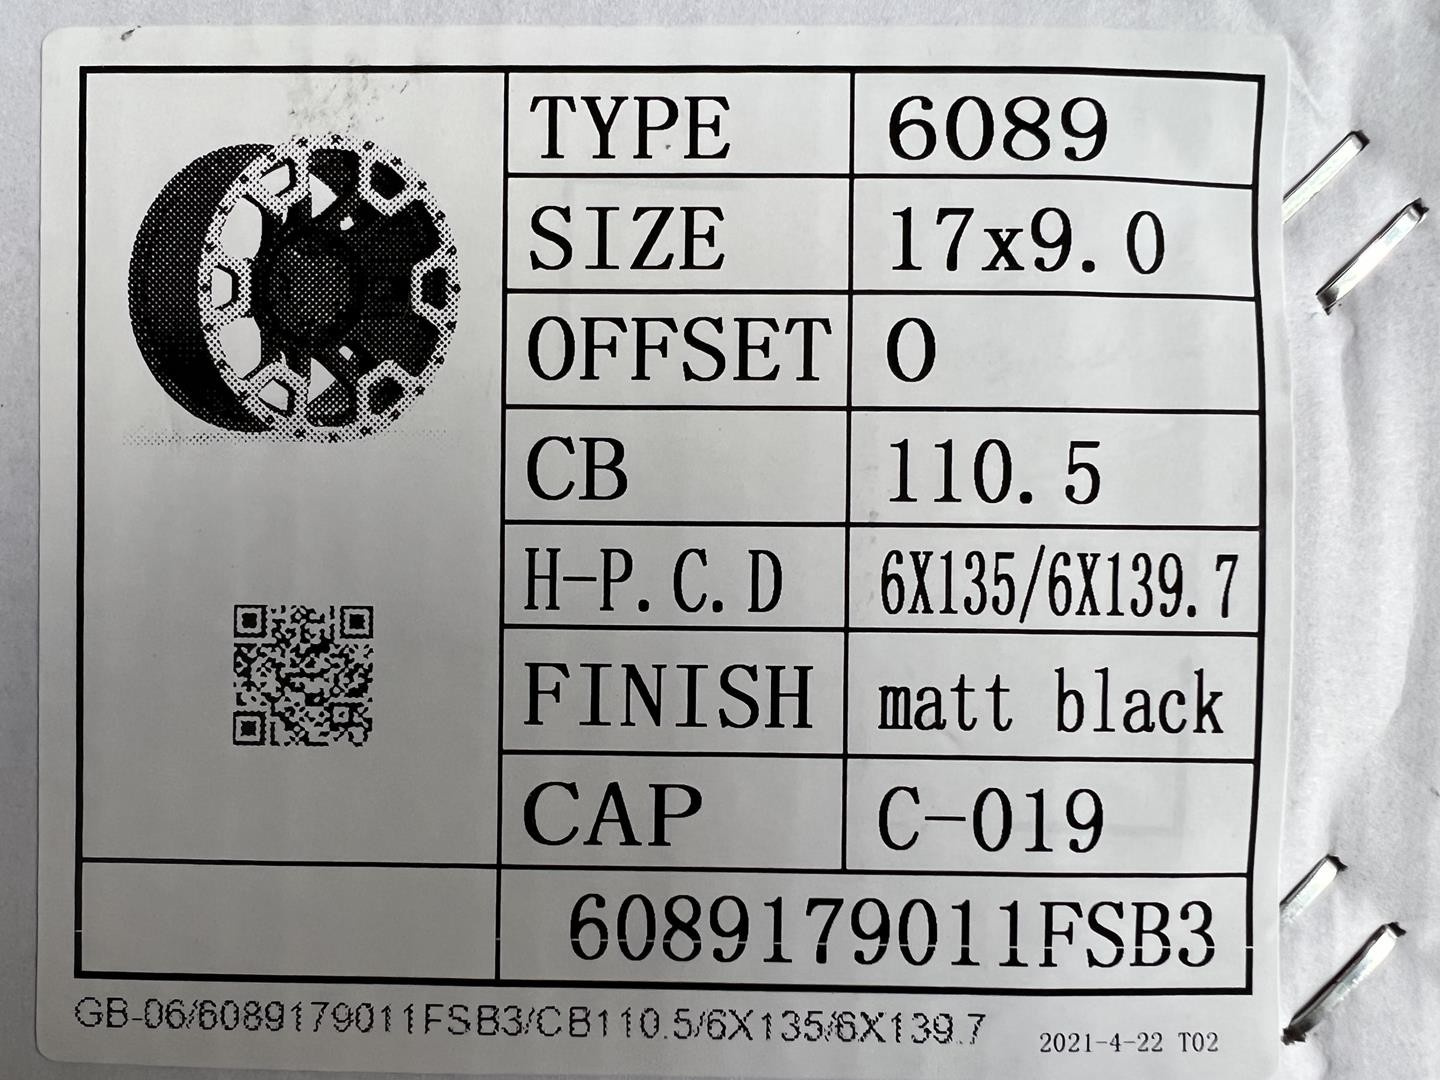 TYPE 6089
SIZE 17x9.0
OFFSET 0
CB 110.5
H-P.C.D 6X135/6X139.7
FINISH matt black
CAP C-019
6089179011FSB3
GB-06/6089179011FSB3/CB110.5/6X135/6X139.7
2021-4-22 T02